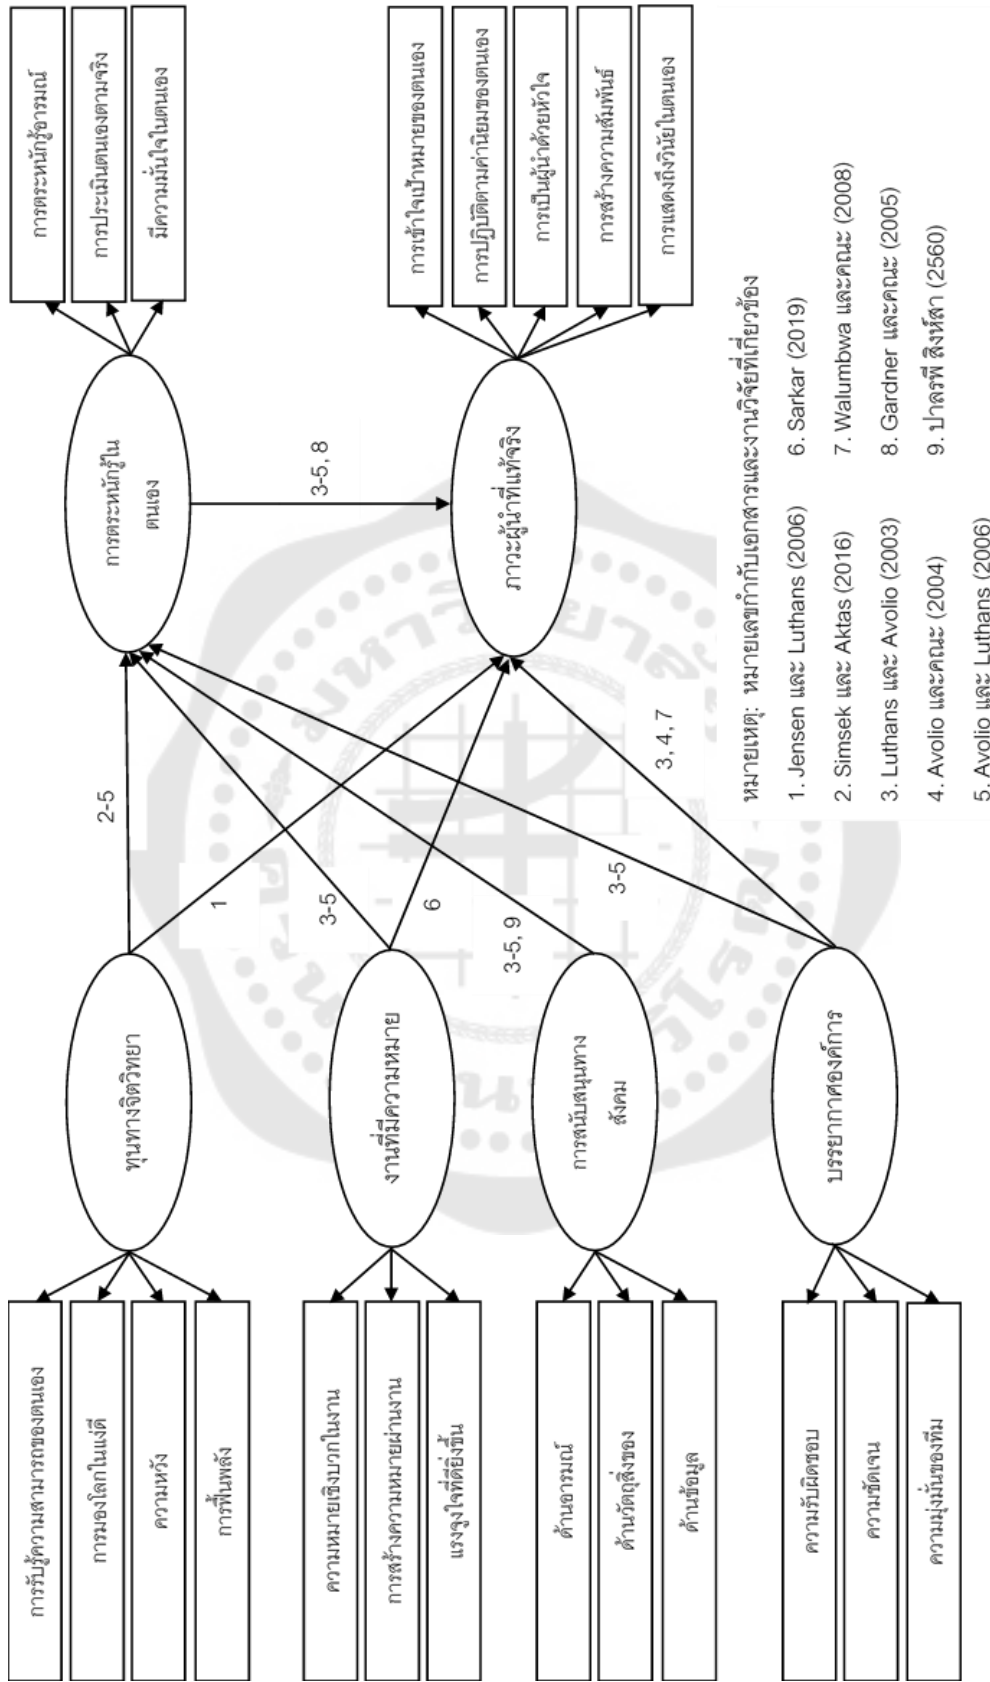 การรับรู้ความสามารถของตนเอง
การมองโลกในแง่ดี
ความหวัง
การฟื้นพลัง
ความหมายเชิงบวกในงาน
การสร้างความหมายผ่านงาน
แรงจูงใจที่ดียิ่งขึ้น
ด้านอารมณ์
ด้านวัตถุสิ่งของ
ด้านข้อมูล
ความรับผิดชอบ
ความชัดเจน
ความมุ่งมั่นของทีม
ทุนทางจิตวิทยา
งานที่มีความหมาย
การสนับสนุนทาง
สังคม
บรรยากาศองค์การ
2-5
1
3-5
6
3-5, 9
3-5
3, 4, 7
การตระหนักรู้ใน
ตนเอง
3-5, 8
ภาวะผู้นำที่แท้จริง
การตระหนักรู้อารมณ์
การประเมินตนเองตามจริง
มีความมั่นใจในตนเอง
การเข้าใจเป้าหมายของตนเอง
การปฏิบัติตามค่านิยมของตนเอง
การเป็นผู้นำด้วยหัวใจ
การสร้างความสัมพันธ์
การแสดงถึงวินัยในตนเอง
หมายเหตุ: หมายเลขกำกับเอกสารและงานวิจัยที่เกี่ยวข้อง
1. Jensen และ Luthans (2006) 6. Sarkar (2019)
2. Simsek และ Aktas (2016) 7. Walumbwa และคณะ (2008)
3. Luthans และ Avolio (2003) 8. Gardner และคณะ (2005)
4. Avolio และคณะ (2004) 9. ปาลรพี สิงห์สา (2560)
5. Avolio และ Luthans (2006)